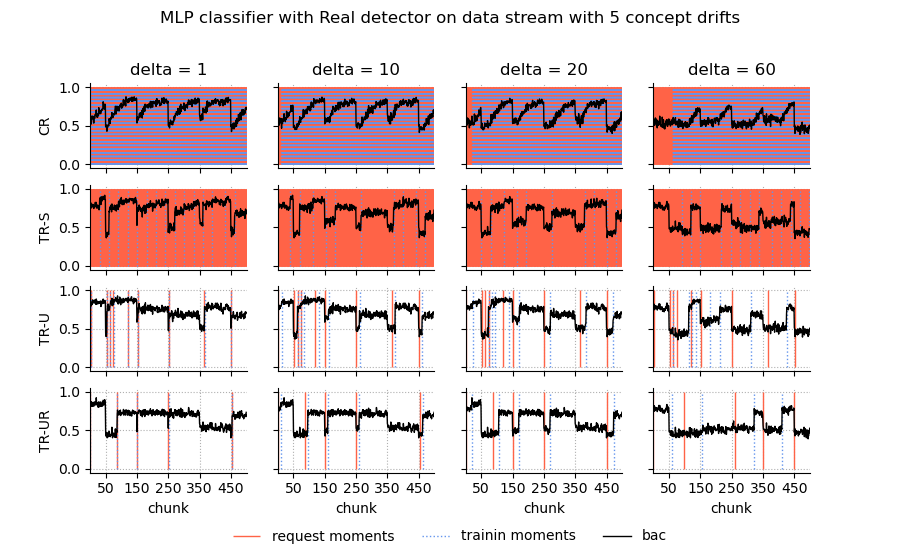 MLP classifier with Real detector on data stream with 5 concept drifts
delta = 1 delta = 10 delta = 20 delta = 60
1.0
CR
0.5
0.0
1.0
TR-S
0.5
0.0
1.0
TR-U
0.5
0.0
1.0
TR-UR
0.5
0.0
50 150 250 350 450 50 150 250 350 450 50 150 250 350 450 50 150 250 350 450
chunk chunk chunk chunk
request moments trainin moments bac